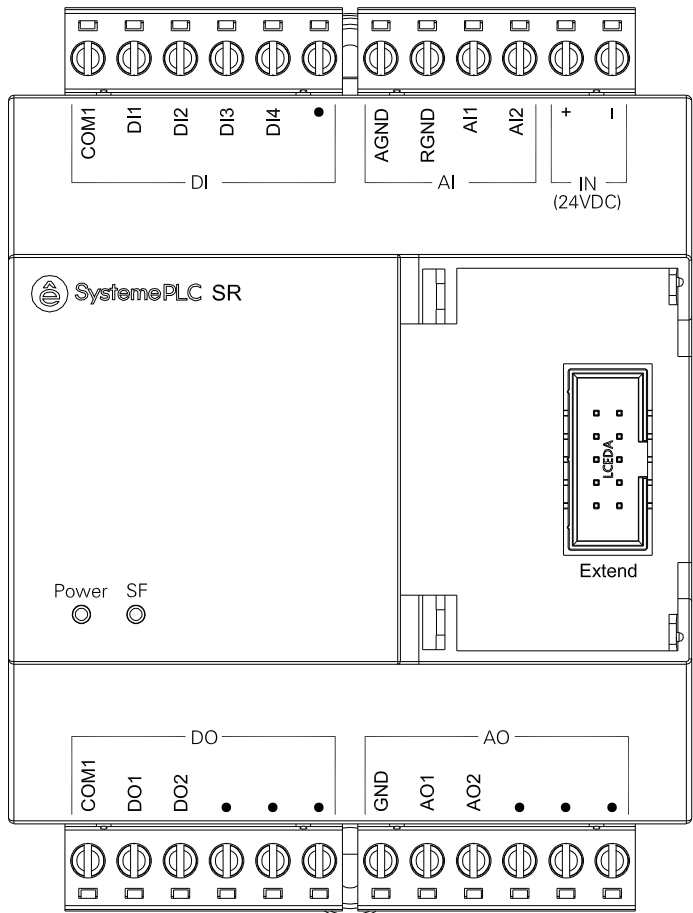 COM1 DI1 DI2 DI3 DI4 • AGND RGND AI1 AI2 + −
DI AI IN
(24VDC)
ê SystemePLC SR
LCEDA
Extend
Power SF
DO AO
COM1 DO1 DO2 • • • GND AO1 AO2 • • •